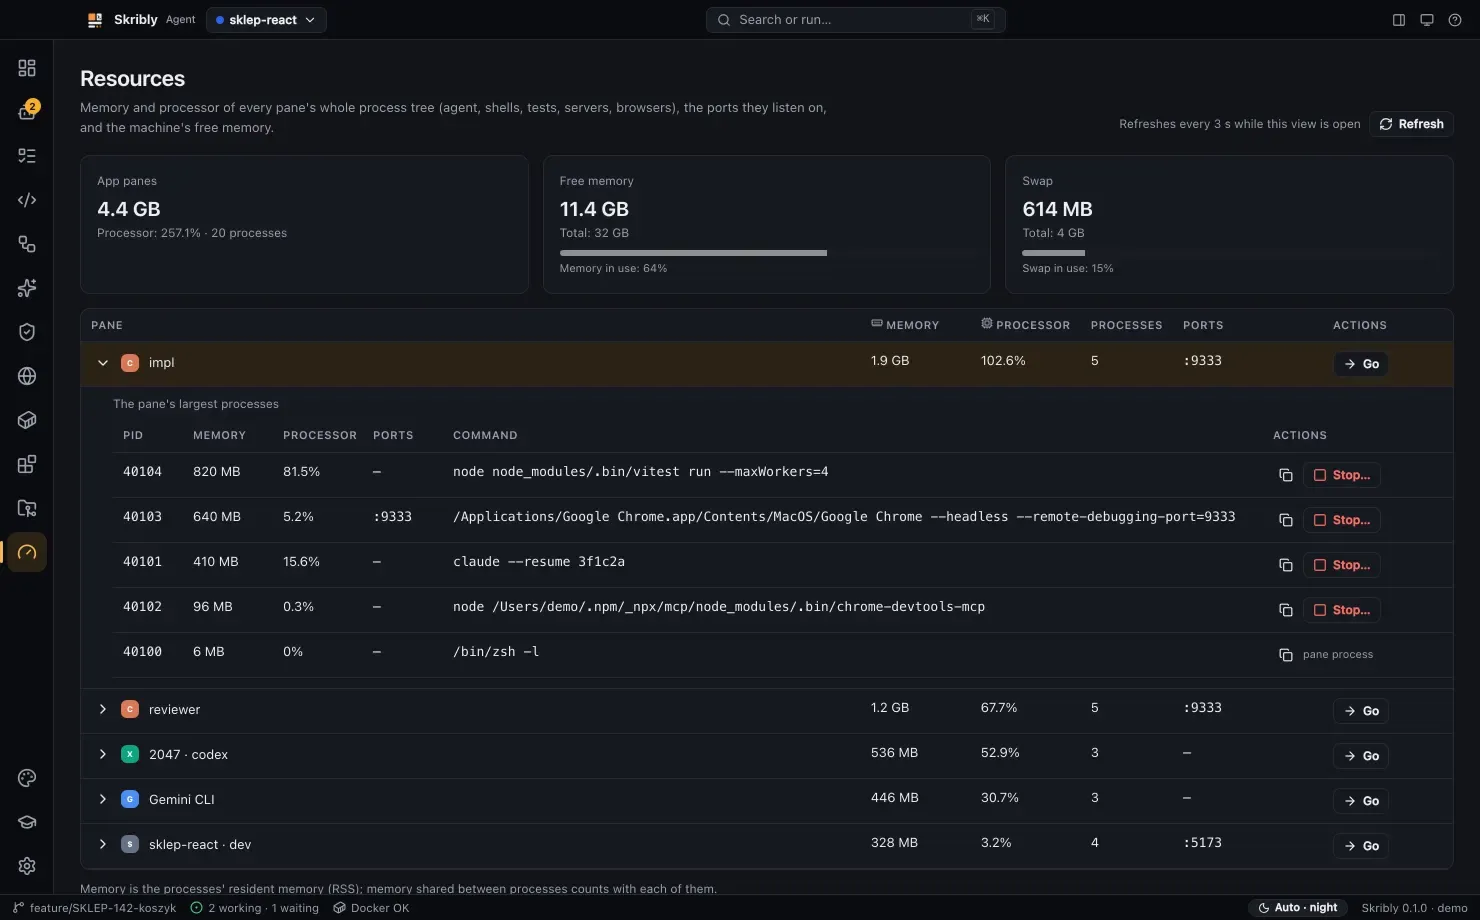 Skribly Agent sklep-react Search or run... ⌘K
2
Resources
Memory and processor of every pane's whole process tree (agent, shells, tests, servers, browsers), the ports they listen on,
and the machine's free memory.
Refreshes every 3 s while this view is open Refresh
App panes
4.4 GB
Processor: 257.1% · 20 processes
Free memory
11.4 GB
Total: 32 GB
Memory in use: 64%
Swap
614 MB
Total: 4 GB
Swap in use: 15%
PANE MEMORY PROCESSOR PROCESSES PORTS ACTIONS
C impl 1.9 GB 102.6% 5 :9333 Go
The pane's largest processes
PID MEMORY PROCESSOR PORTS COMMAND ACTIONS
40104 820 MB 81.5% — node node_modules/.bin/vitest run --maxWorkers=4 Stop...
40103 640 MB 5.2% :9333 /Applications/Google Chrome.app/Contents/MacOS/Google Chrome --headless --remote-debugging-port=9333 Stop...
40101 410 MB 15.6% — claude --resume 3f1c2a Stop...
40102 96 MB 0.3% — node /Users/demo/.npm/_npx/mcp/node_modules/.bin/chrome-devtools-mcp Stop...
40100 6 MB 0% — /bin/zsh -l pane process
C reviewer 1.2 GB 67.7% 5 :9333 Go
X 2047 · codex 536 MB 52.9% 3 — Go
G Gemini CLI 446 MB 30.7% 3 — Go
S sklep-react · dev 328 MB 3.2% 4 :5173 Go
Memory is the processes' resident memory (RSS); memory shared between processes counts with each of them.
feature/SKLEP-142-koszyk 2 working · 1 waiting Docker OK Auto · night Skribly 0.1.0 · demo